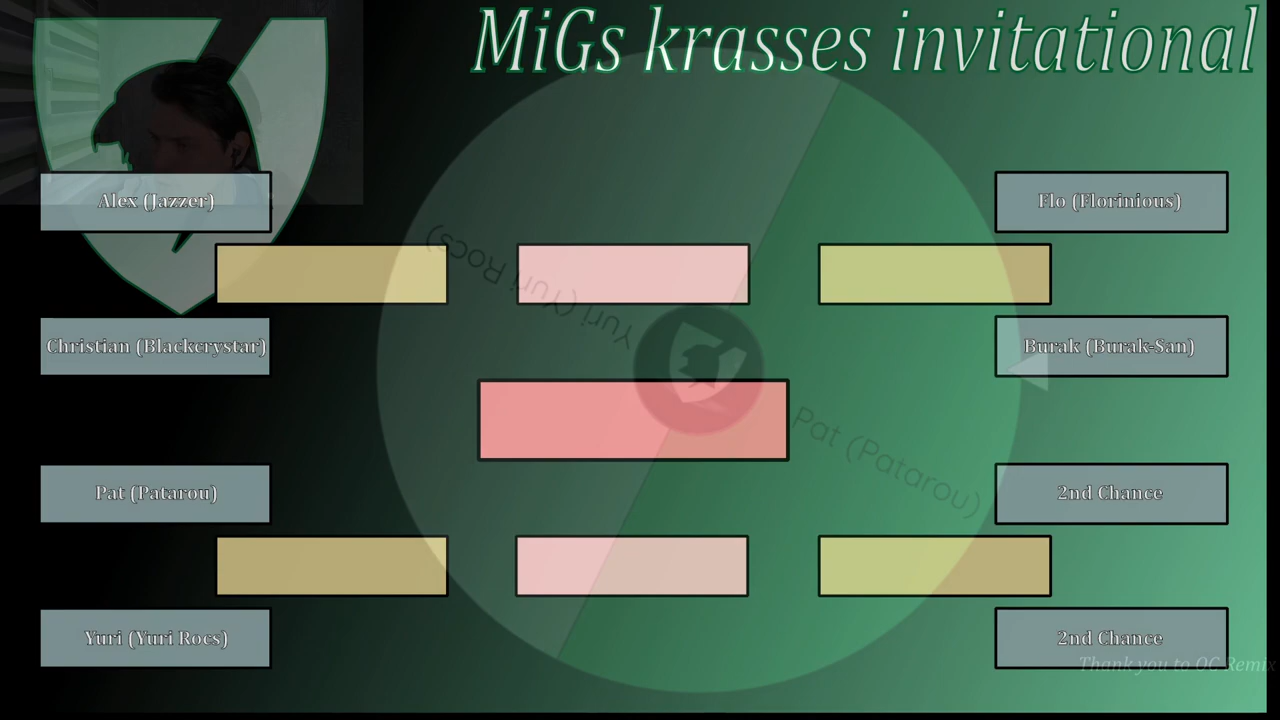 MiGs krasses invitational
Alex (Jazzer)
Flo (Florinious)
Yuri (Yuri Rocs)
Christian (Blackcrystar)
Burak (Burak-San)
Pat (Patarou)
Pat (Patarou)
2nd Chance
Yuri (Yuri Rocs)
2nd Chance
Thank you to OC Remix